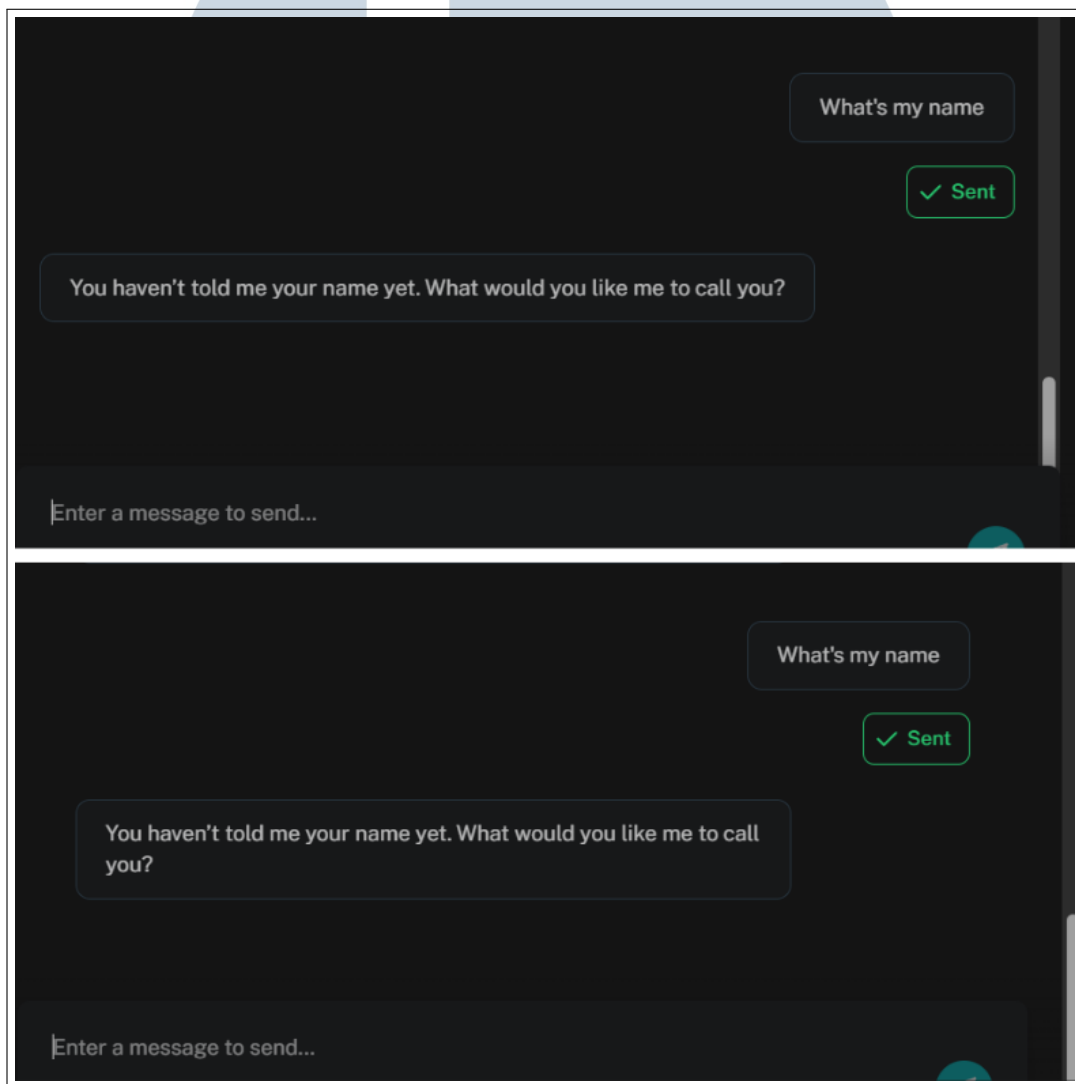 What's my name
Sent
You haven’t told me your name yet. What would you like me to call you?
Enter a message to send...
What's my name
Sent
You haven’t told me your name yet. What would you like me to call
you?
Enter a message to send...